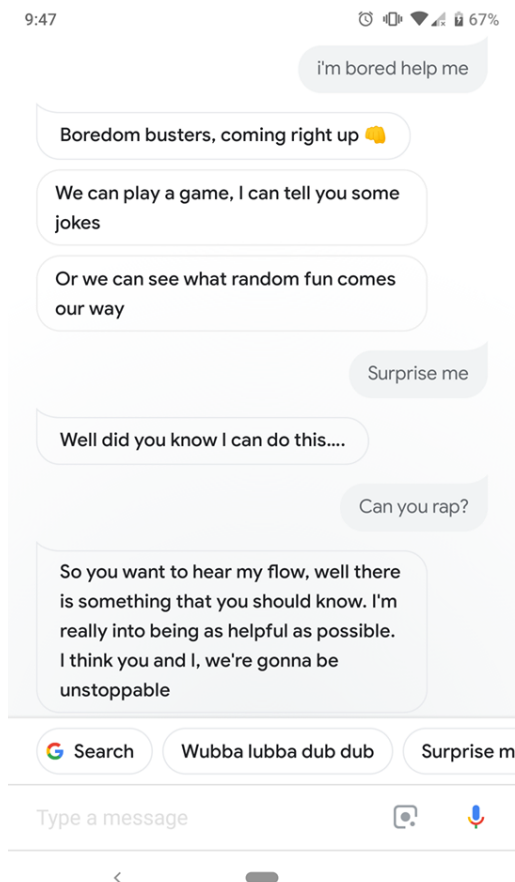 9:47
67%
i'm bored help me
Boredom busters, coming right up 👊
We can play a game, I can tell you some
jokes
Or we can see what random fun comes
our way
Surprise me
Well did you know I can do this....
Can you rap?
So you want to hear my flow, well there
is something that you should know. I'm
really into being as helpful as possible.
I think you and I, we're gonna be
unstoppable
Search
Wubba lubba dub dub
Surprise m
Type a message